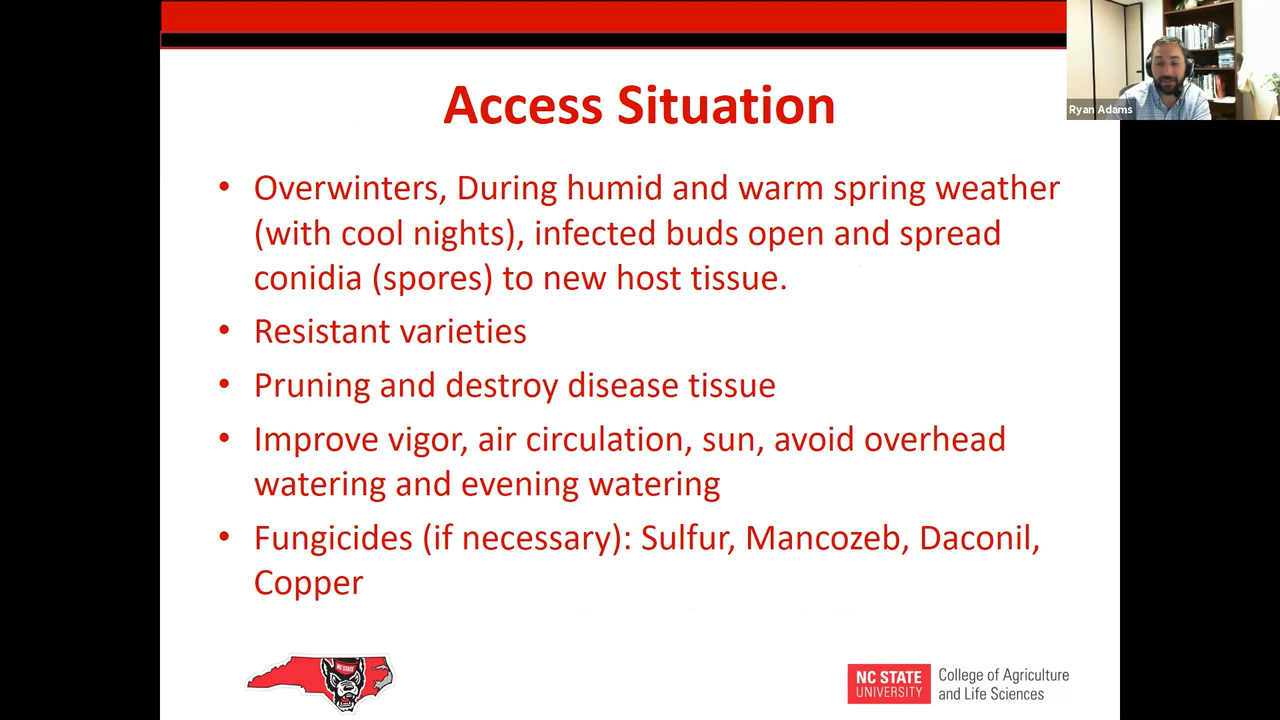 Access Situation
Ryan Adams
• Overwinters, During humid and warm spring weather
(with cool nights), infected buds open and spread
conidia (spores) to new host tissue.
• Resistant varieties
• Pruning and destroy disease tissue
• Improve vigor, air circulation, sun, avoid overhead
watering and evening watering
• Fungicides (if necessary): Sulfur, Mancozeb, Daconil,
Copper
NC STATE
NC STATE
UNIVERSITY
College of Agriculture
and Life Sciences